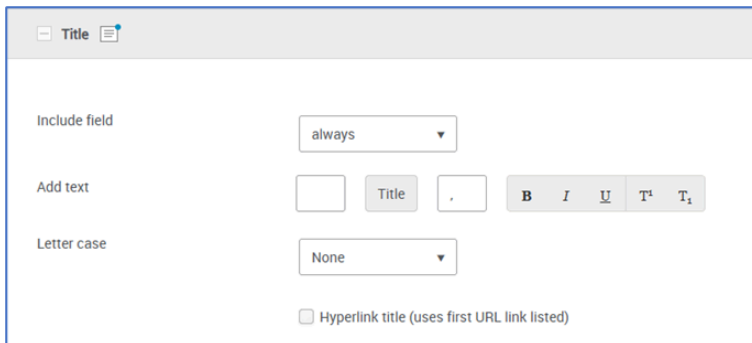 Title
Include field
always
Add text
Title , B I U T¹ T₁
Letter case
None
Hyperlink title (uses first URL link listed)